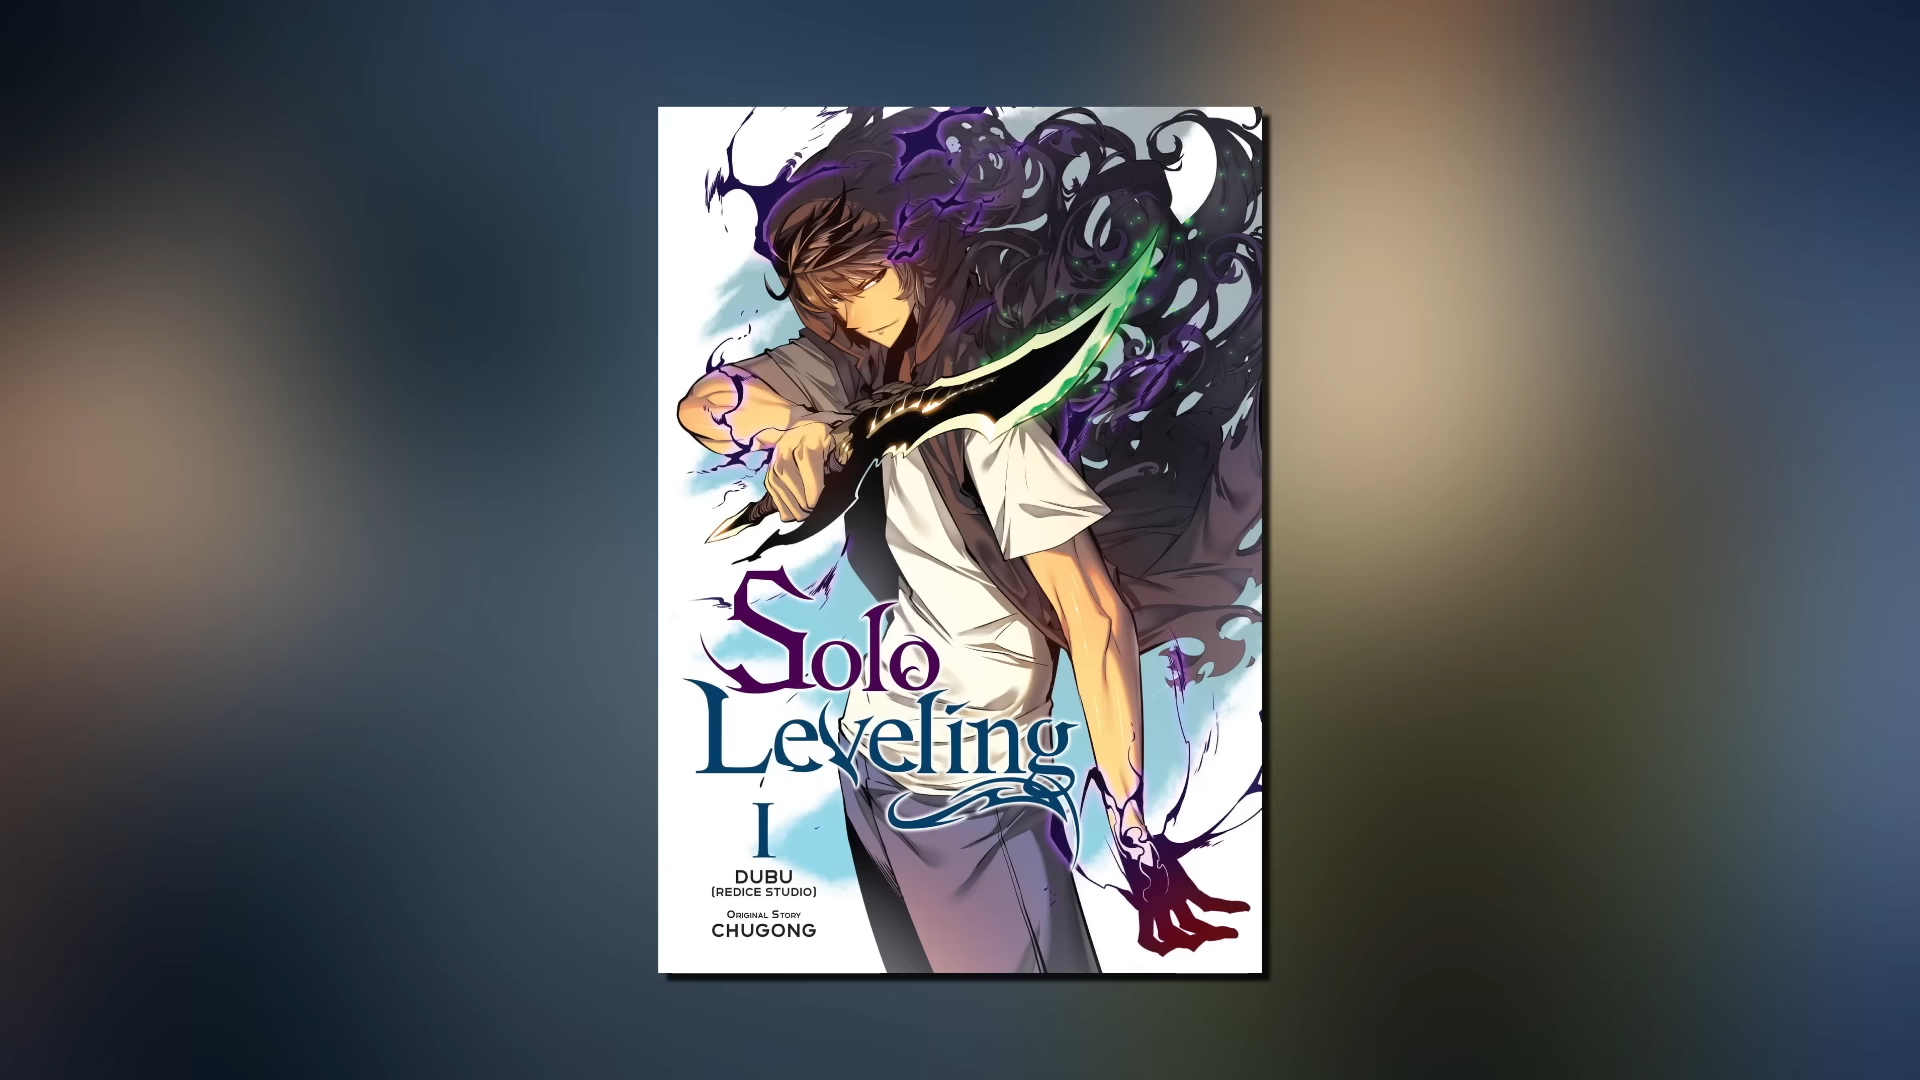 Solo
Leveling
I
DUBU
(REDICE STUDIO)
ORIGINAL STORY
CHUGONG